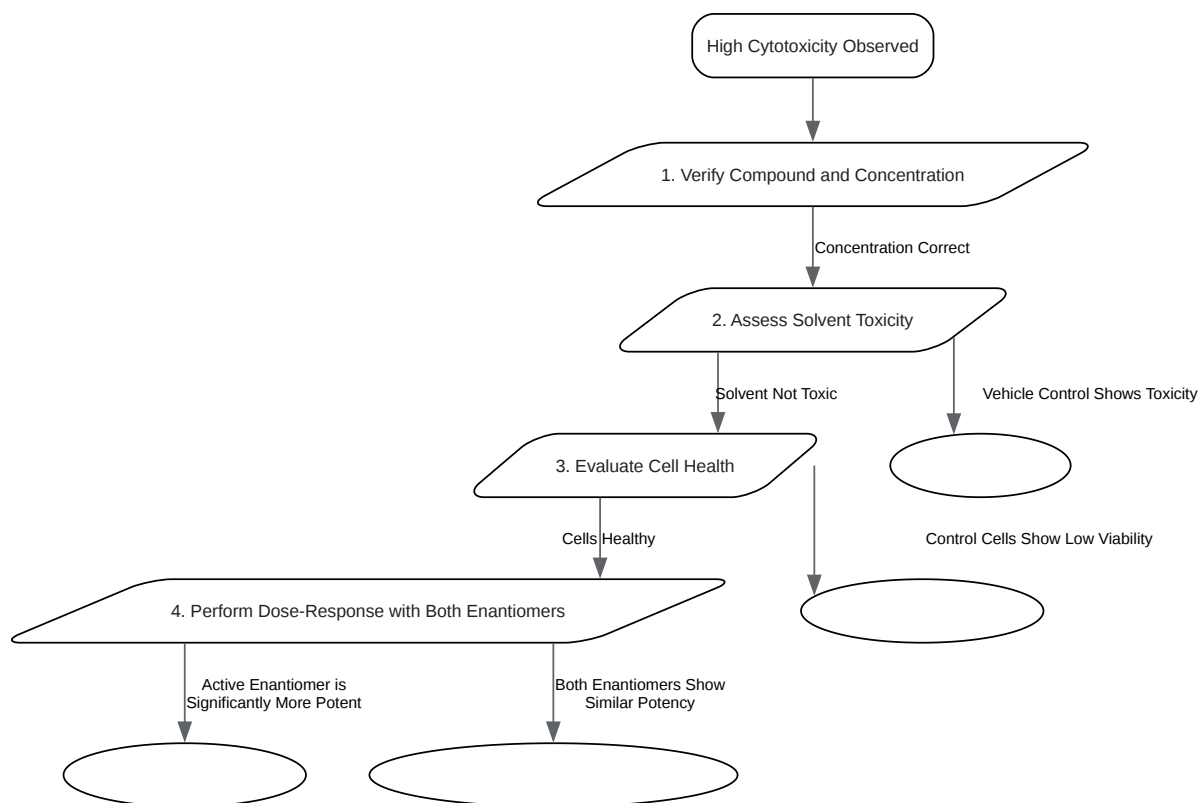 High Cytotoxicity Observed
1. Verify Compound and Concentration
Concentration Correct
2. Assess Solvent Toxicity
Solvent Not Toxic
Vehicle Control Shows Toxicity
3. Evaluate Cell Health
Cells Healthy
Control Cells Show Low Viability
4. Perform Dose-Response with Both Enantiomers
Active Enantiomer is
Significantly More Potent
Both Enantiomers Show
Similar Potency